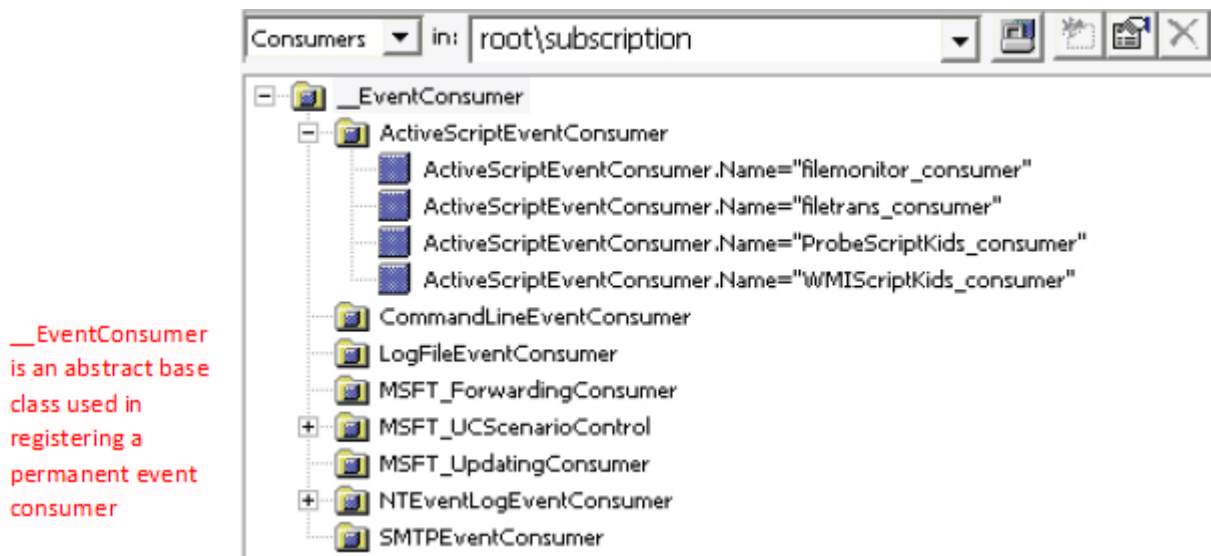 Consumers in: root\subscription
__EventConsumer
ActiveScriptEventConsumer
ActiveScriptEventConsumer.Name="filemonitor_consumer"
ActiveScriptEventConsumer.Name="filetrans_consumer"
ActiveScriptEventConsumer.Name="ProbeScriptKids_consumer"
ActiveScriptEventConsumer.Name="WMIScriptKids_consumer"
CommandLineEventConsumer
LogFileEventConsumer
MSFT_ForwardingConsumer
MSFT_UCScenarioControl
MSFT_UpdatingConsumer
NTEventLogEventConsumer
SMTPEventConsumer
__EventConsumer
is an abstract base
class used in
registering a
permanent event
consumer